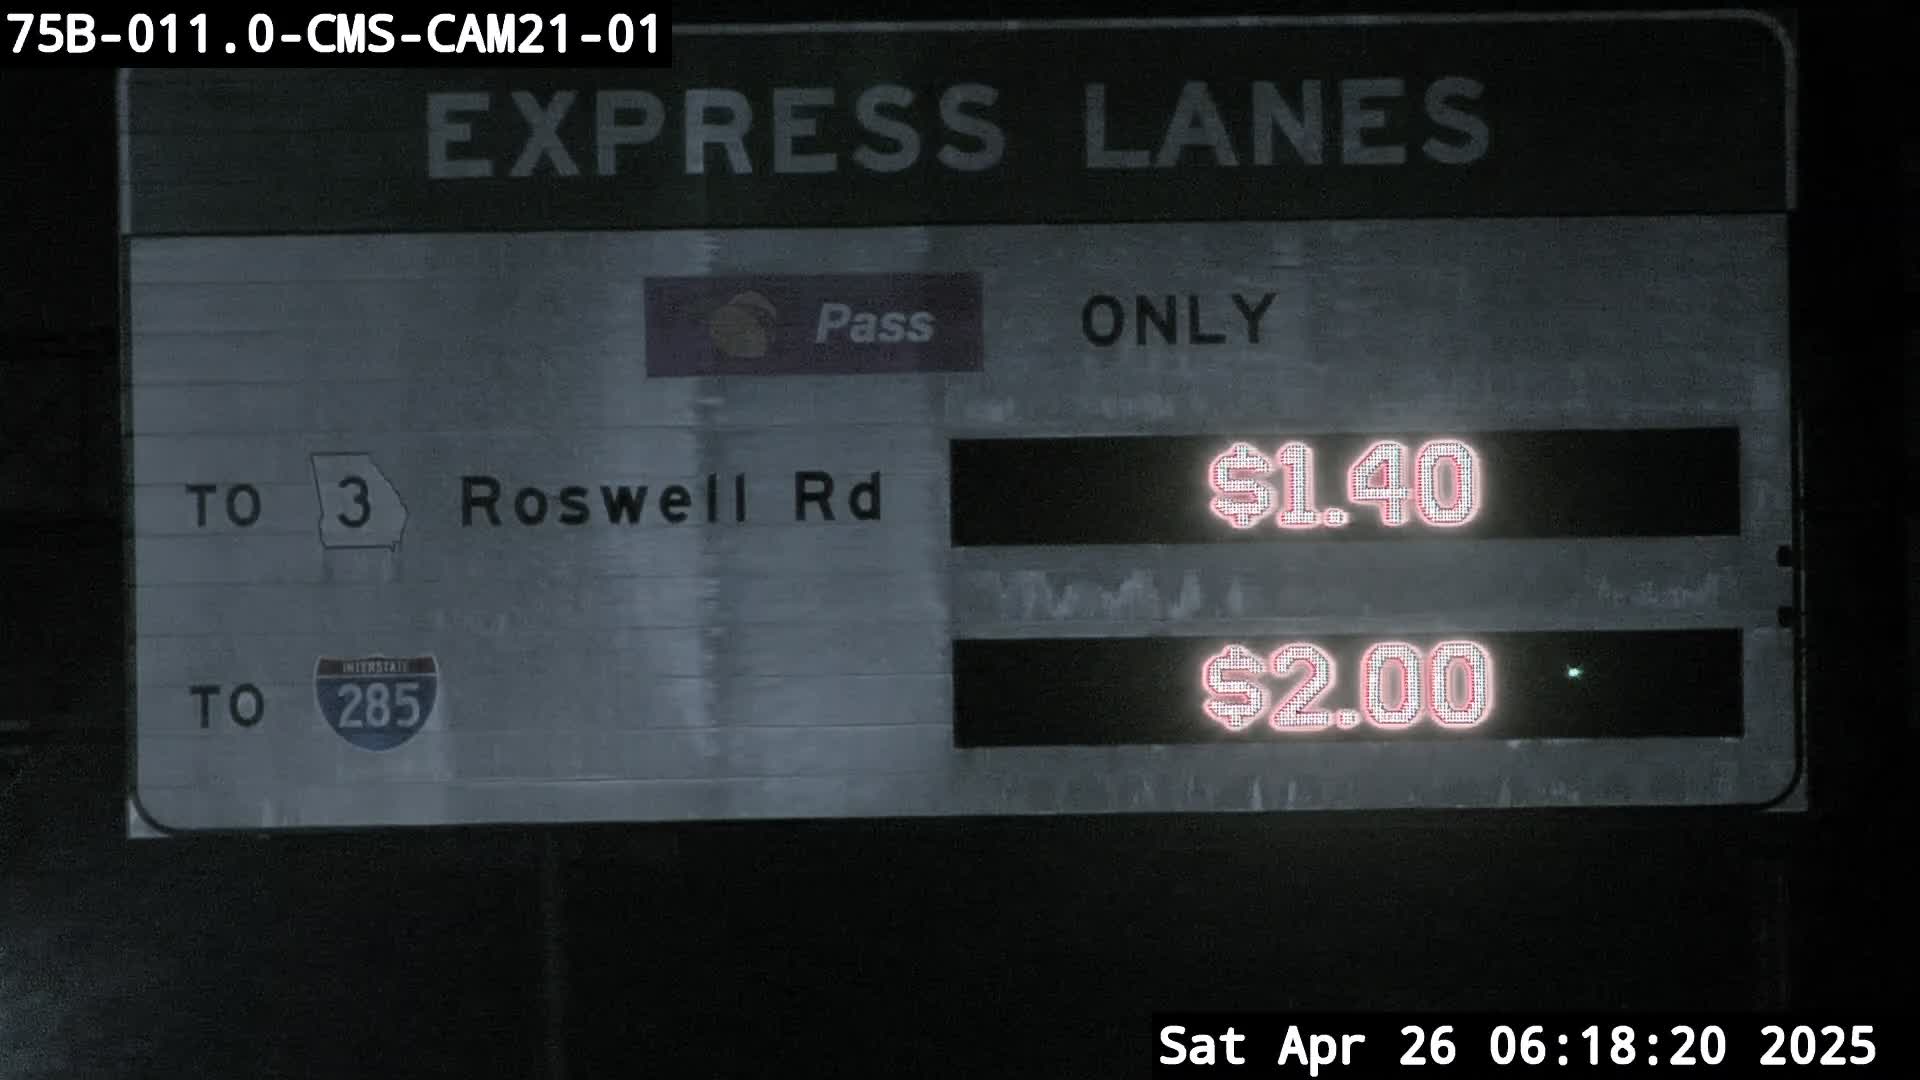 75B-011.0-CMS-CAM21-01
EXPRESS LANES
Pass ONLY
TO 3 Roswell Rd $1.40
INTERSTATE
TO 285 $2.00
Sat Apr 26 06:18:20 2025